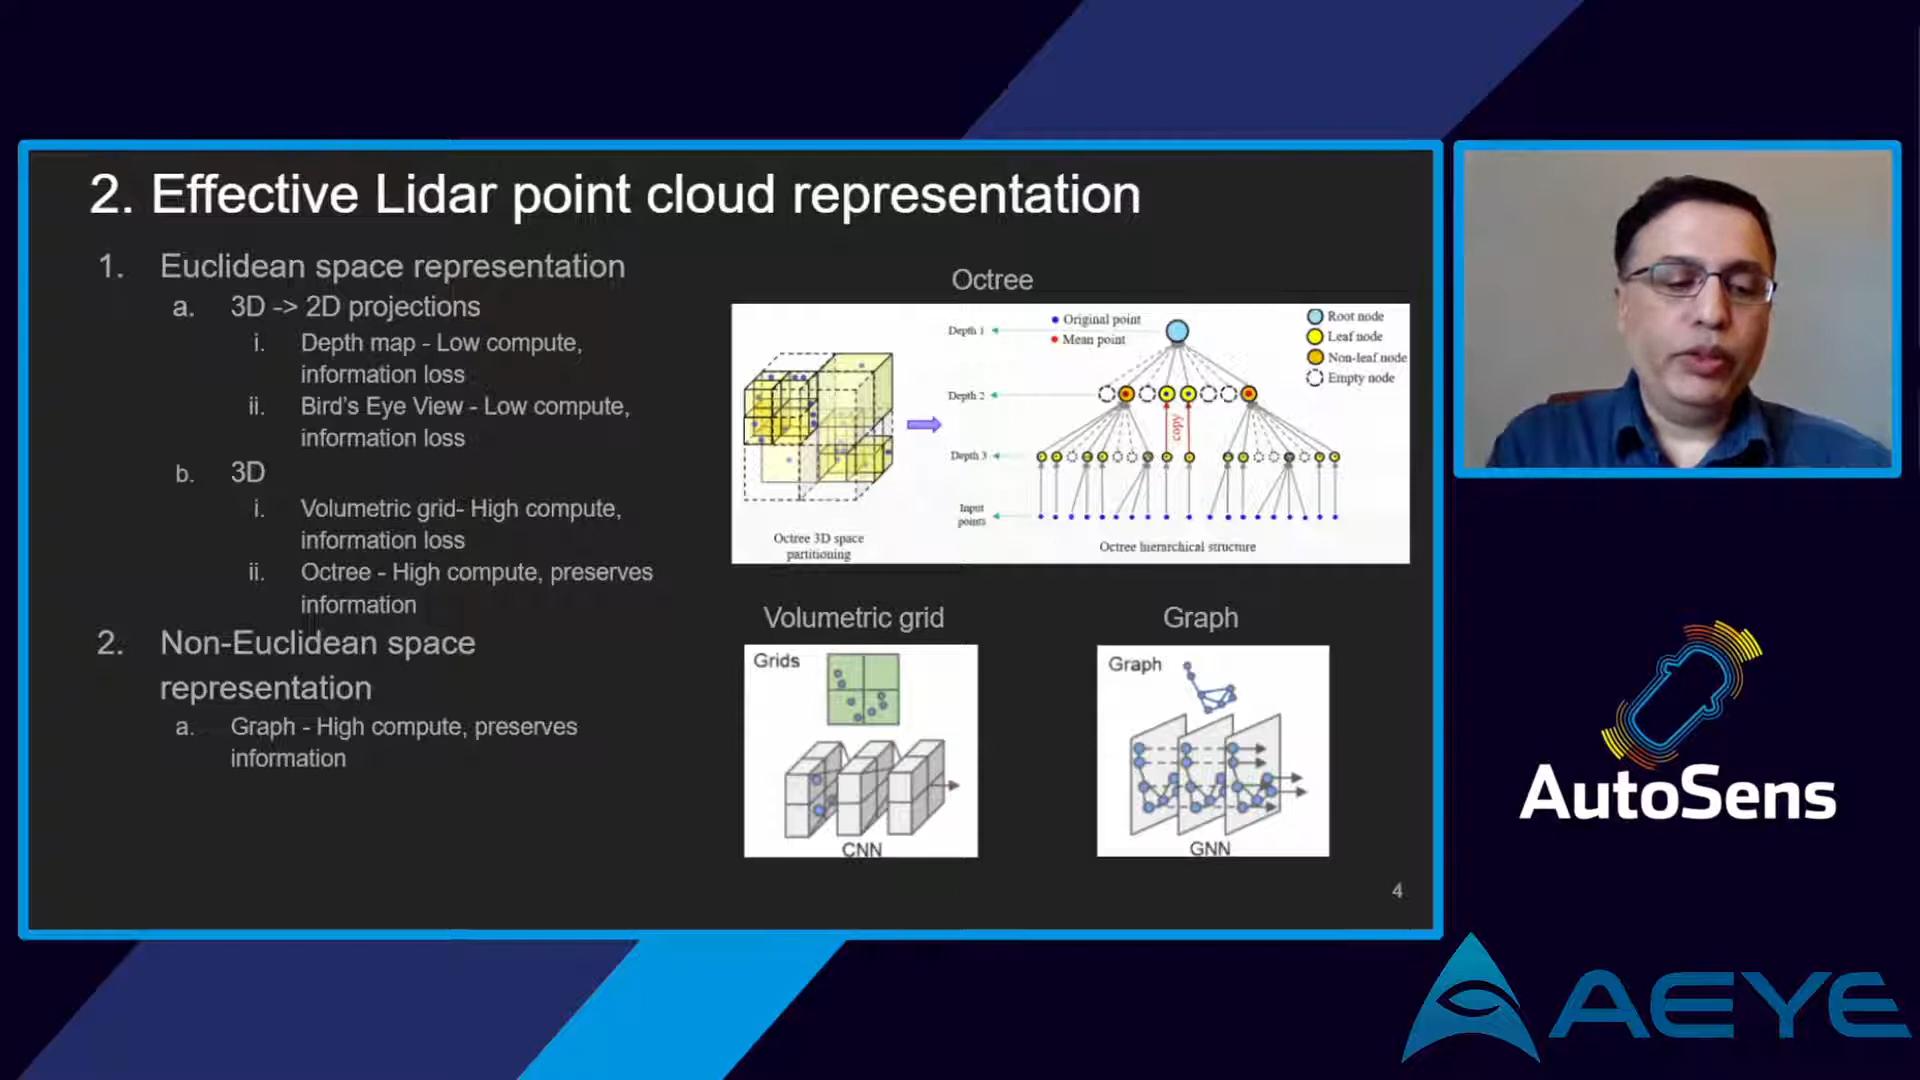 2. Effective Lidar point cloud representation
1. Euclidean space representation
a. 3D -> 2D projections
i. Depth map - Low compute,
information loss
ii. Bird's Eye View - Low compute,
information loss
b. 3D
i. Volumetric grid- High compute,
information loss
ii. Octree - High compute, preserves
information
2. Non-Euclidean space
representation
a. Graph - High compute, preserves
information
Octree
Depth 1
Original point
Mean point
Root node
Leaf node
Non-leaf node
Empty node
Depth 2
copy
Depth 3
Input
points
Octree 3D space
partitioning
Octree hierarchical structure
Volumetric grid
Grids
CNN
Graph
Graph
GNN
4
AutoSens
AEYE